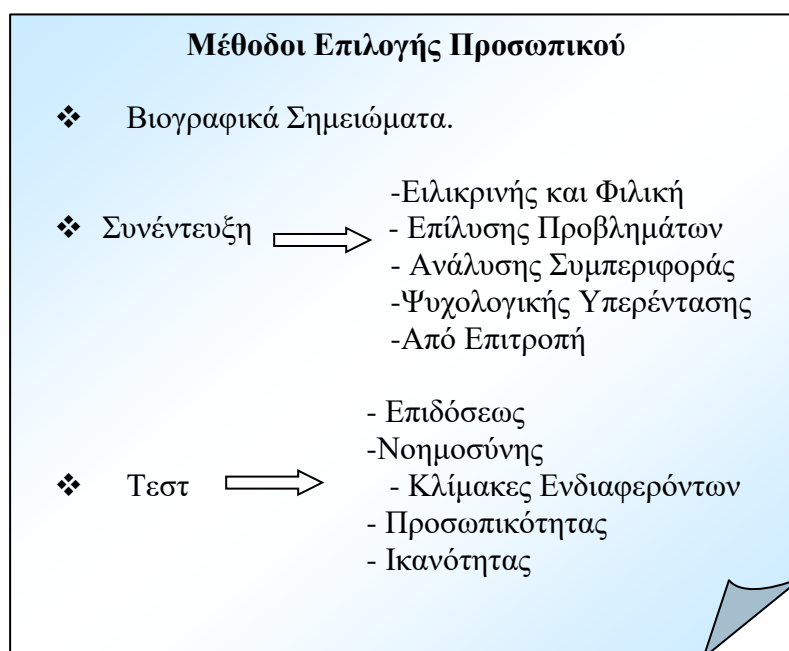 Μέθοδοι Επιλογής Προσωπικού
❖ Βιογραφικά Σημειώματα.
❖ Συνέντευξη
-Ειλικρινής και Φιλική
- Επίλυσης Προβλημάτων
- Ανάλυσης Συμπεριφοράς
-Ψυχολογικής Υπερέντασης
-Από Επιτροπή
❖ Τεστ
- Επιδόσεως
-Νοημοσύνης
- Κλίμακες Ενδιαφερόντων
- Προσωπικότητας
- Ικανότητας